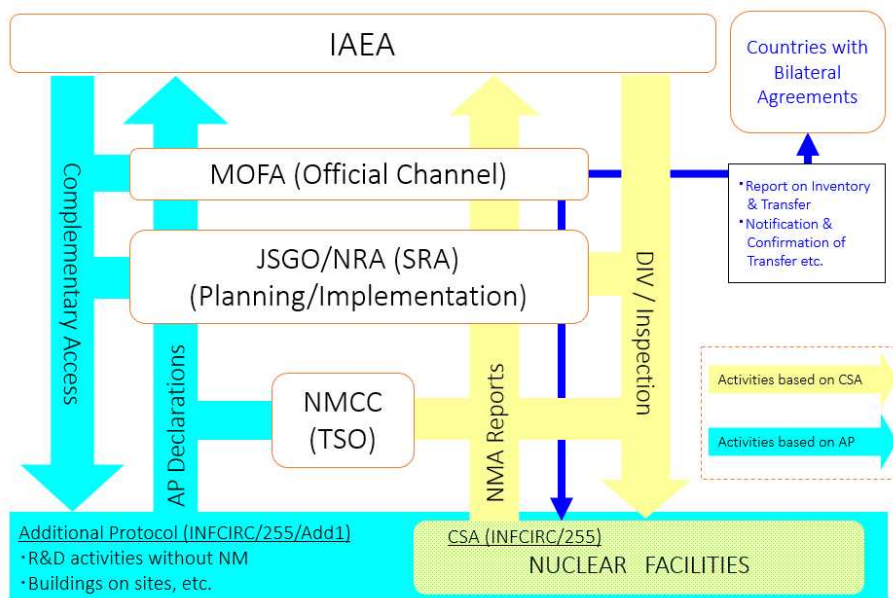 IAEA
Countries with
Bilateral
Agreements
MOFA (Official Channel)
・Report on Inventory
& Transfer
・Notification &
Confirmation of
Transfer etc.
JSGO/NRA (SRA)
(Planning/Implementation)
Complementary Access
AP Declarations
NMCC
(TSO)
NMA Reports
DIV / Inspection
Activities based on CSA
Activities based on AP
Additional Protocol (INFCIRC/255/Add1)
・R&D activities without NM
・Buildings on sites, etc.
CSA (INFCIRC/255)
NUCLEAR FACILITIES